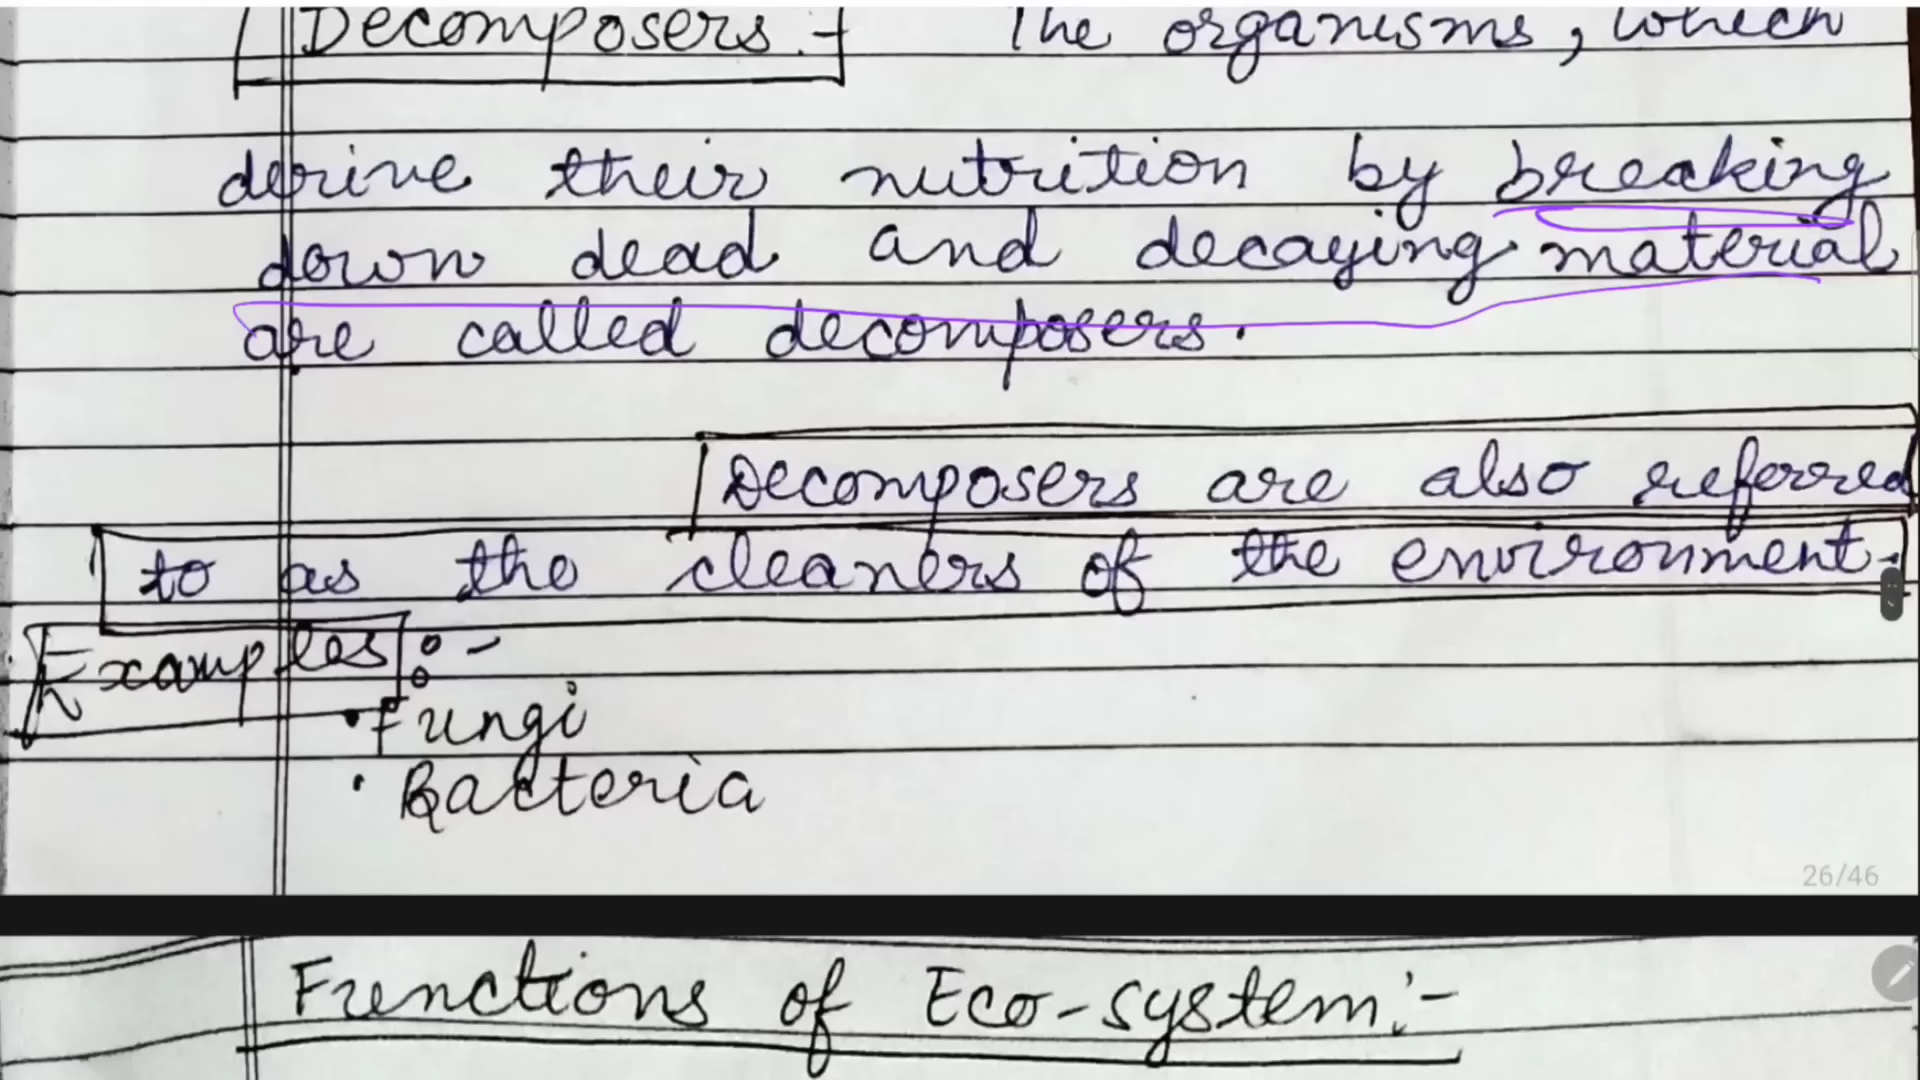 Decomposers :- The organisms, which
derive their nutrition by breaking
down dead and decaying material
are called decomposers.
Decomposers are also referred
to as the cleaners of the environment.
Examples :-
• Fungi
• Bacteria
26/46
Functions of Eco-system:-